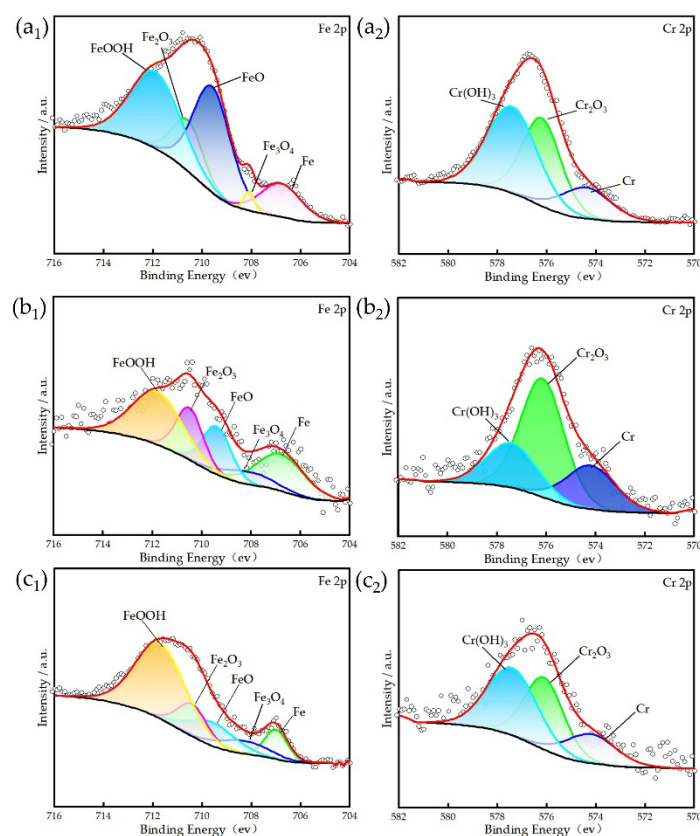 (a₁)
Fe 2p
Fe₂O₃
FeOOH
FeO
Fe₃O₄
Fe
Intensity / a.u.
716 714 712 710 708 706 704
Binding Energy（ev）
(a₂)
Cr 2p
Cr(OH)₃
Cr₂O₃
Cr
Intensity / a.u.
582 580 578 576 574 572 570
Binding Energy（ev）
(b₁)
Fe 2p
FeOOH
Fe₂O₃
FeO
Fe₃O₄
Fe
Intensity / a.u.
716 714 712 710 708 706 704
Binding Energy（ev）
(b₂)
Cr 2p
Cr₂O₃
Cr(OH)₃
Cr
Intensity / a.u.
582 580 578 576 574 572 570
Binding Energy（ev）
(c₁)
Fe 2p
FeOOH
Fe₂O₃
FeO
Fe₃O₄
Fe
Intensity / a.u.
716 714 712 710 708 706 704
Binding Energy（ev）
(c₂)
Cr 2p
Cr(OH)₃
Cr₂O₃
Cr
Intensity / a.u.
582 580 578 576 574 572 570
Binding Energy（ev）